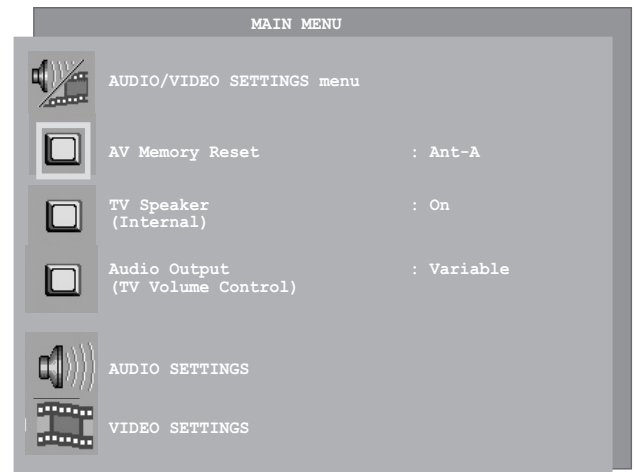 MAIN MENU
AUDIO/VIDEO SETTINGS menu
AV Memory Reset : Ant-A
TV Speaker : On
(Internal)
Audio Output : Variable
(TV Volume Control)
AUDIO SETTINGS
VIDEO SETTINGS